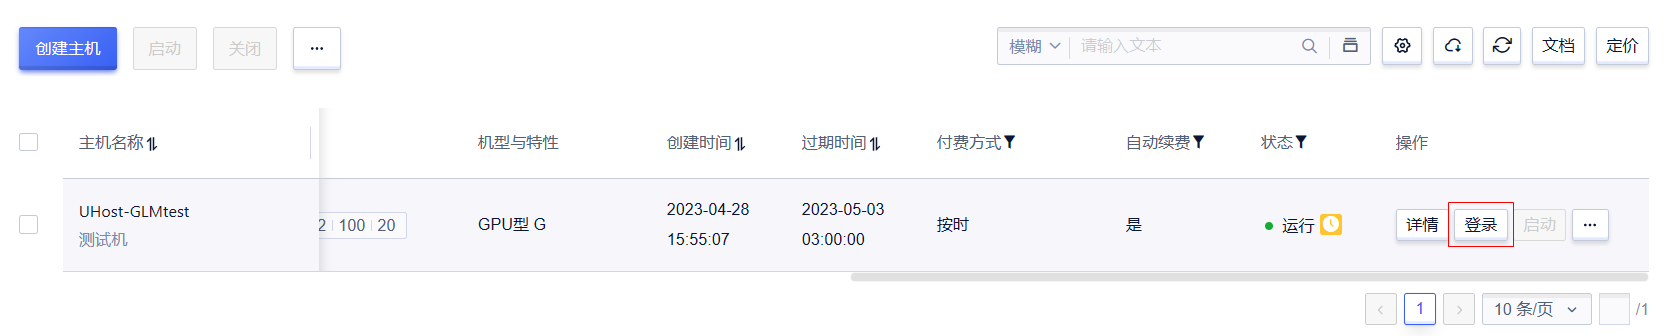 创建主机 启动 关闭 ... 模糊 请输入文本 文档 定价
主机名称 机型与特性 创建时间 过期时间 付费方式 自动续费 状态 操作
UHost-GLMtest 2023-04-28 2023-05-03
2 100 20 GPU型 G 按时 是 运行 详情 登录 启动 ...
测试机 15:55:07 03:00:00
1 10 条/页 /1